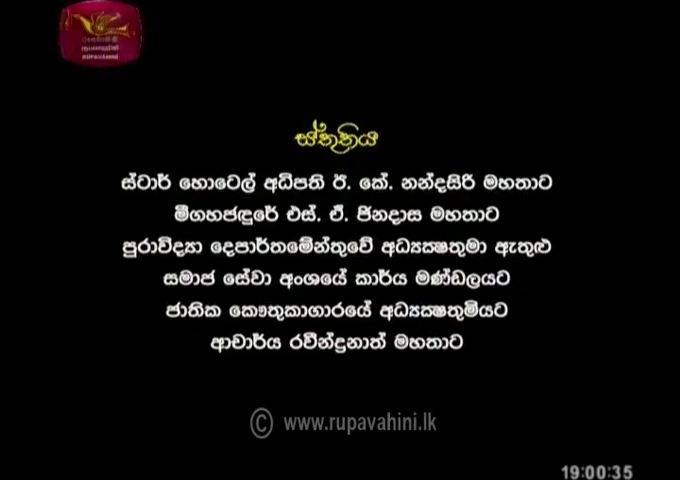 ස්තූතිය
ස්ටාර් හොටෙල් අධිපති ඊ. කේ. නන්දසිරි මහතාට
මීගහජඳුරේ එස්. ඒ. ජිනදාස මහතාට
පුරාවිද්‍යා දෙපාර්තමේන්තුවේ අධ්‍යක්ෂතුමා ඇතුළු
සමාජ සේවා අංශයේ කාර්ය මණ්ඩලයට
ජාතික කෞතුකාගාරයේ අධ්‍යක්ෂතුමියට
ආචාර්ය රවීන්ද්‍රනාත් මහතාට
© www.rupavahini.lk
19:00:35